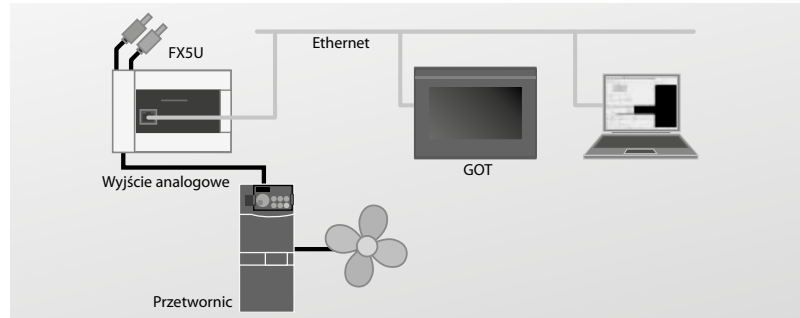 FX5U
Ethernet
Wyjście analogowe
GOT
Przetwornic